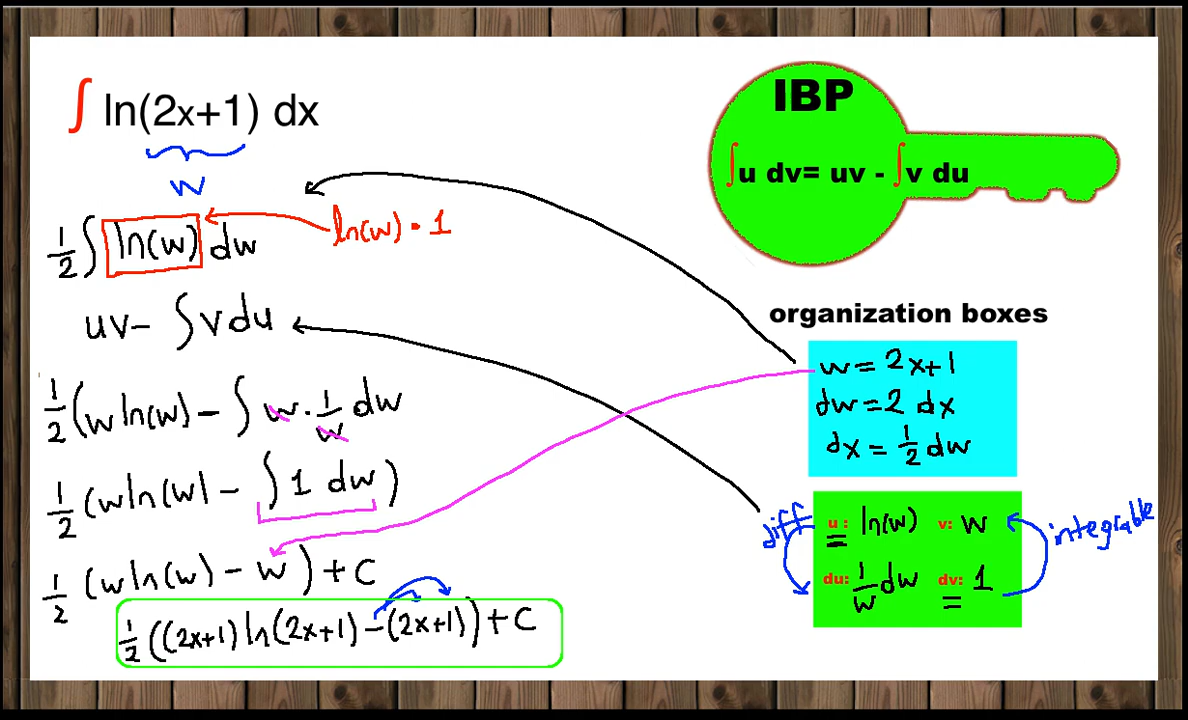 ∫ ln(2x+1) dx
w
1/2 ∫ ln(w) dw
ln(w) · 1
uv- ∫ v du
1/2 (w ln(w) - ∫ w · 1/w dw
1/2 (w ln(w) - ∫ 1 dw )
1/2 (w ln(w) - w ) + C
1/2 ((2x+1) ln(2x+1) -(2x+1)) + C
IBP
∫u dv= uv - ∫v du
organization boxes
w = 2x+1
dw = 2 dx
dx = 1/2 dw
diff
u: ln(w) v: w
du: 1/w dw dv: 1
integrable